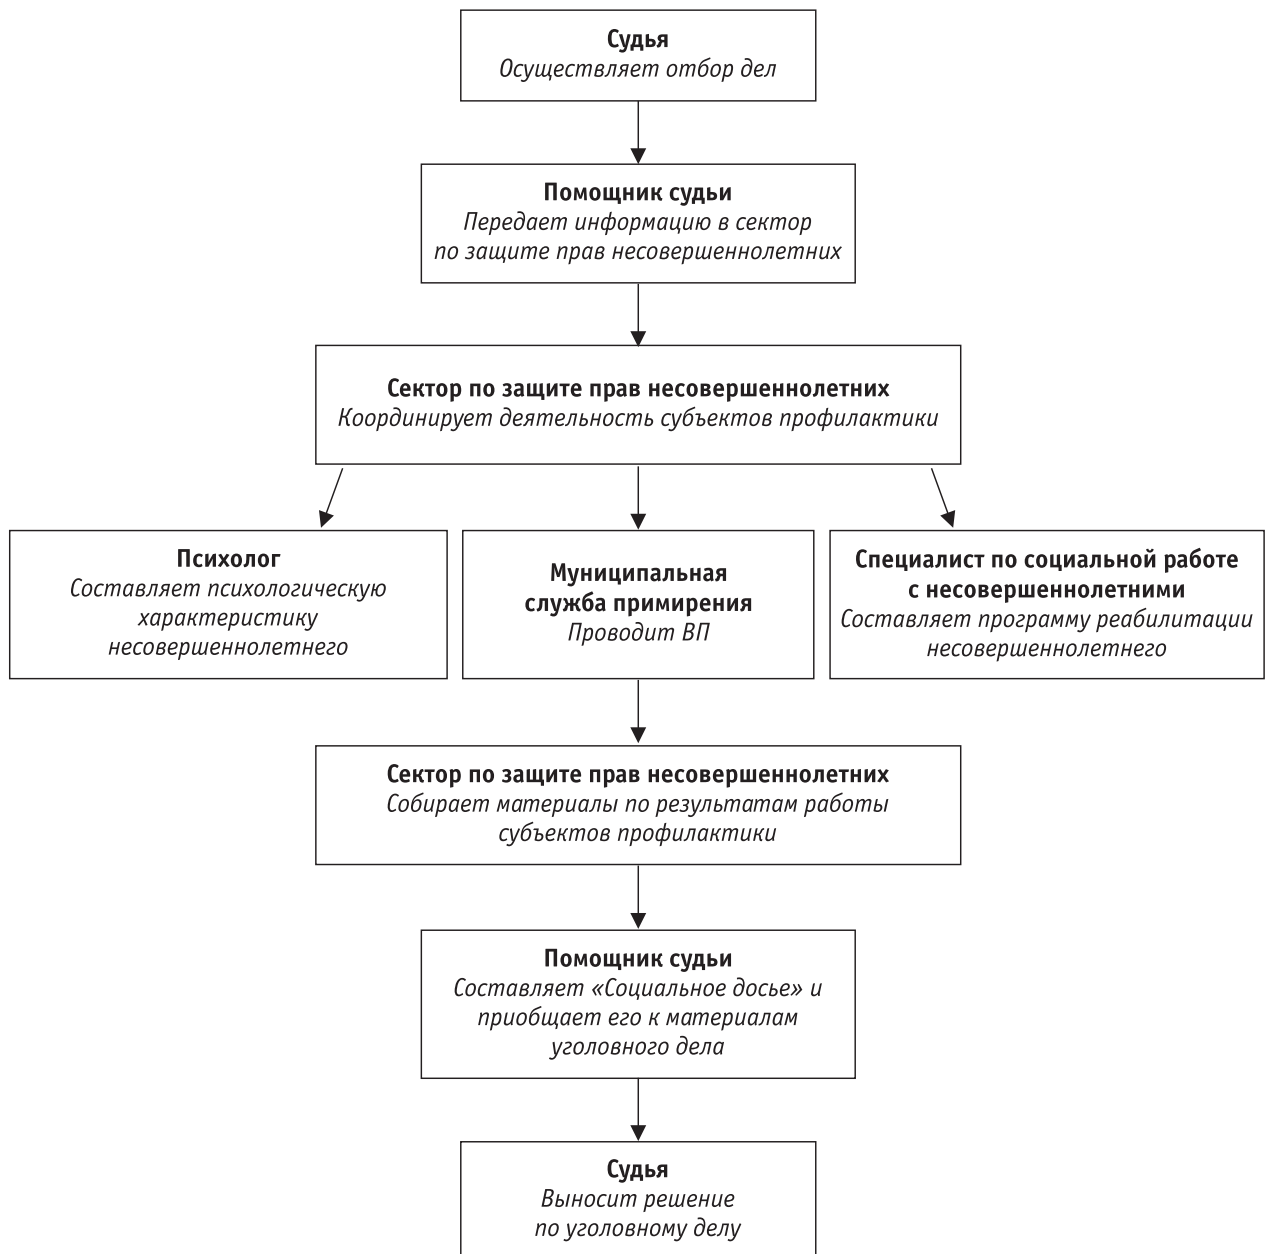 Судья
Осуществляет отбор дел
Помощник судьи
Передает информацию в сектор
по защите прав несовершеннолетних
Сектор по защите прав несовершеннолетних
Координирует деятельность субъектов профилактики
Психолог
Составляет психологическую
характеристику
несовершеннолетнего
Муниципальная
служба примирения
Проводит ВП
Специалист по социальной работе
с несовершеннолетними
Составляет программу реабилитации
несовершеннолетнего
Сектор по защите прав несовершеннолетних
Собирает материалы по результатам работы
субъектов профилактики
Помощник судьи
Составляет «Социальное досье» и
приобщает его к материалам
уголовного дела
Судья
Выносит решение
по уголовному делу